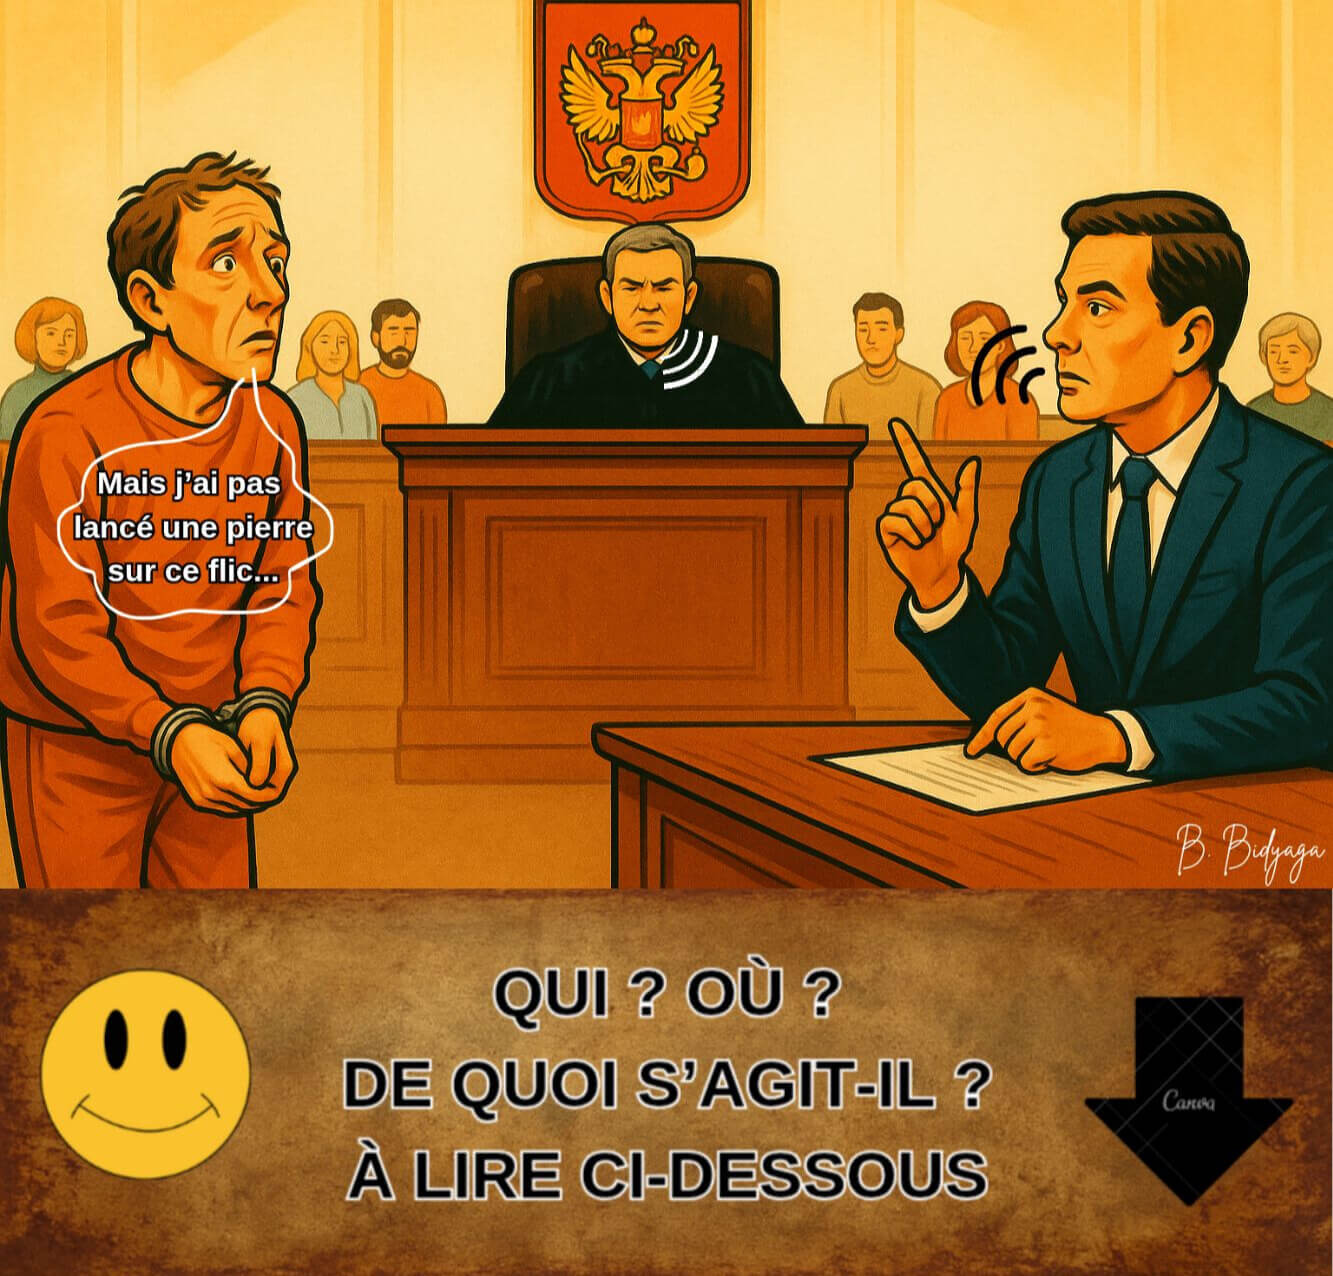 Mais j'ai pas
lancé une pierre
sur ce flic...
B. Bidyaga
QUI ? OÙ ?
DE QUOI S'AGIT-IL ?
À LIRE CI-DESSOUS
Canva